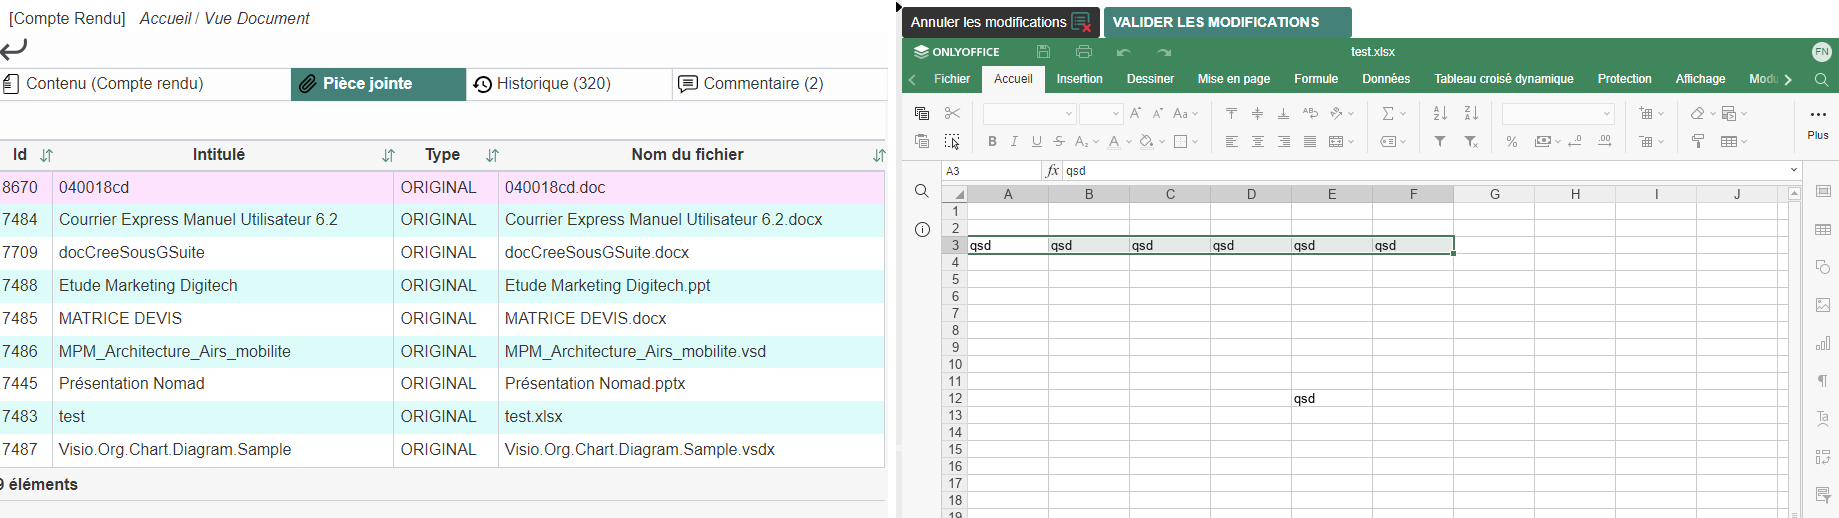 [Compte Rendu] Accueil / Vue Document
Contenu (Compte rendu) Pièce jointe Historique (320) Commentaire (2)
Id Intitulé Type Nom du fichier
8670 040018cd ORIGINAL 040018cd.doc
7484 Courrier Express Manuel Utilisateur 6.2 ORIGINAL Courrier Express Manuel Utilisateur 6.2.docx
7709 docCreeSousGSuite ORIGINAL docCreeSousGSuite.docx
7488 Etude Marketing Digitech ORIGINAL Etude Marketing Digitech.ppt
7485 MATRICE DEVIS ORIGINAL MATRICE DEVIS.docx
7486 MPM_Architecture_Airs_mobilite ORIGINAL MPM_Architecture_Airs_mobilite.vsd
7445 Présentation Nomad ORIGINAL Présentation Nomad.pptx
7483 test ORIGINAL test.xlsx
7487 Visio.Org.Chart.Diagram.Sample ORIGINAL Visio.Org.Chart.Diagram.Sample.vsdx
9 éléments
Annuler les modifications VALIDER LES MODIFICATIONS
ONLYOFFICE test.xlsx FN
Fichier Accueil Insertion Dessiner Mise en page Formule Données Tableau croisé dynamique Protection Affichage Modu
Plus
A3 fx qsd
A B C D E F G H I J
1
2
3 qsd qsd qsd qsd qsd qsd
4
5
6
7
8
9
10
11
12 qsd
13
14
15
16
17
18
19